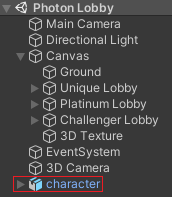 Photon Lobby
Main Camera
Directional Light
Canvas
Ground
Unique Lobby
Platinum Lobby
Challenger Lobby
3D Texture
EventSystem
3D Camera
character